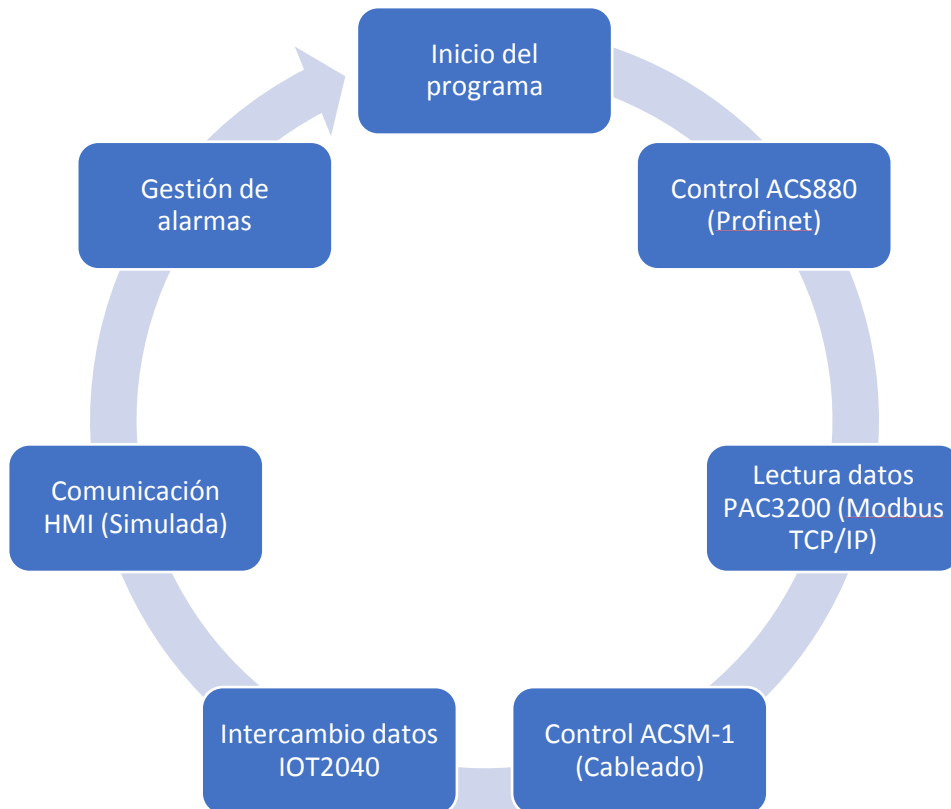 Inicio del
programa
Control ACS880
(Profinet)
Lectura datos
PAC3200 (Modbus
TCP/IP)
Control ACSM-1
(Cableado)
Intercambio datos
IOT2040
Comunicación
HMI (Simulada)
Gestión de
alarmas